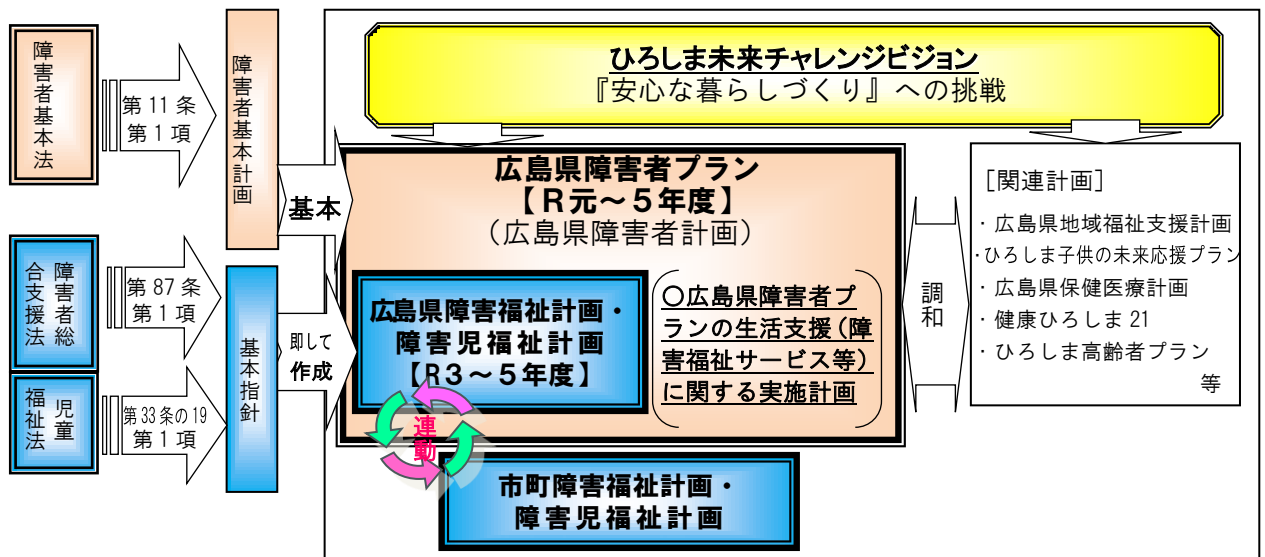 障害者基本法
第11条
第1項
障害者基本計画
基本
障害者総
合支援法
第87条
第1項
児童
福祉法
第33条の19
第1項
基本指針
即して
作成
ひろしま未来チャレンジビジョン
『安心な暮らしづくり』への挑戦
広島県障害者プラン
【R元～5年度】
(広島県障害者計画)
広島県障害福祉計画・
障害児福祉計画
【R3～5年度】
○広島県障害者プ
ランの生活支援(障
害福祉サービス等)
に関する実施計画
連動
市町障害福祉計画・
障害児福祉計画
調和
[関連計画]
・広島県地域福祉支援計画
・ひろしま子供の未来応援プラン
・広島県保健医療計画
・健康ひろしま21
・ひろしま高齢者プラン
等